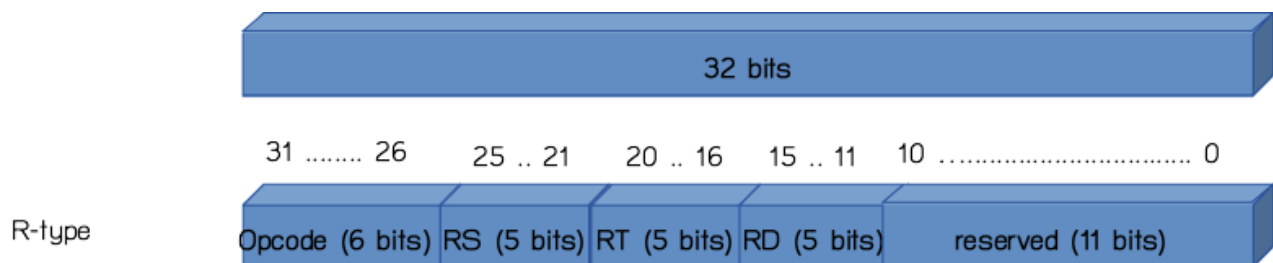 32 bits
31 ........ 26 25 .. 21 20 .. 16 15 .. 11 10 ................................... 0
R-type Opcode (6 bits) RS (5 bits) RT (5 bits) RD (5 bits) reserved (11 bits)